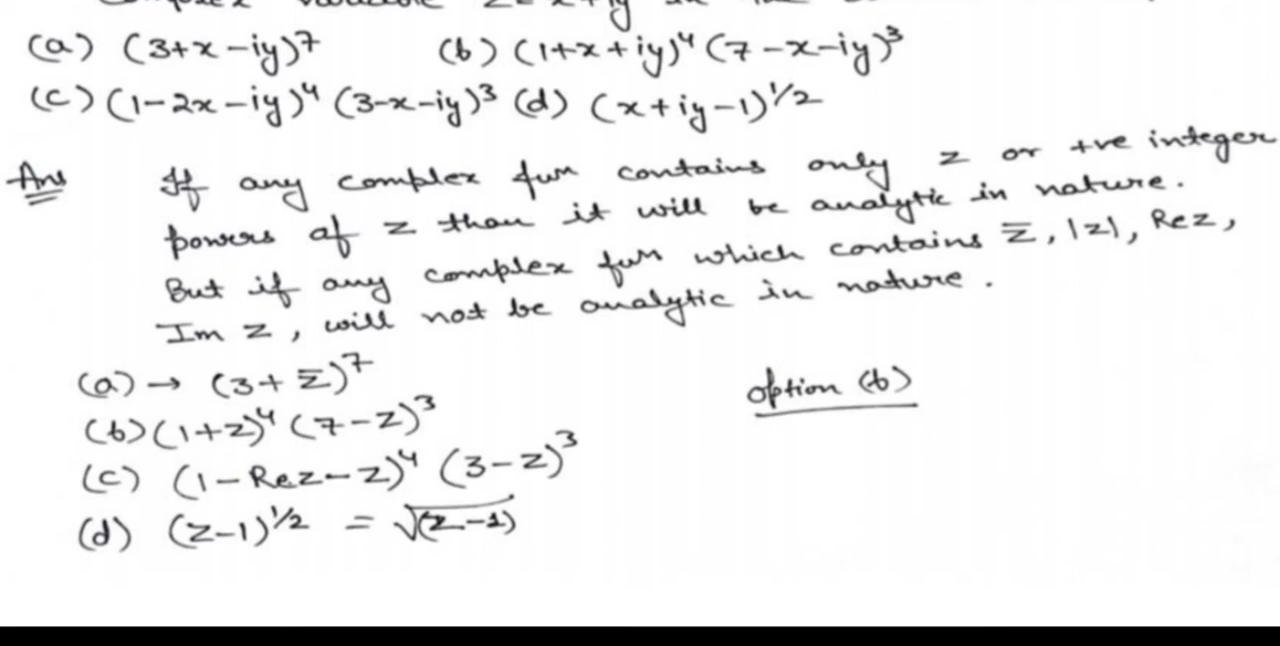 (a) (3+x-iy)⁷ (b) (1+x+iy)⁴ (7-x-iy)³
(c) (1-2x-iy)⁴ (3-x-iy)³ (d) (x+iy-1)^1/2
Ans If any complex fun contains only z or +ve integer
powers of z than it will be analytic in nature.
But if any complex fun which contains z̅, |z|, Rez,
Im z, will not be analytic in nature.
(a) → (3+z̅)⁷
option (b)
(b) (1+z)⁴ (7-z)³
(c) (1-Rez-z)⁴ (3-z)³
(d) (z-1)^1/2 = √(z-1)